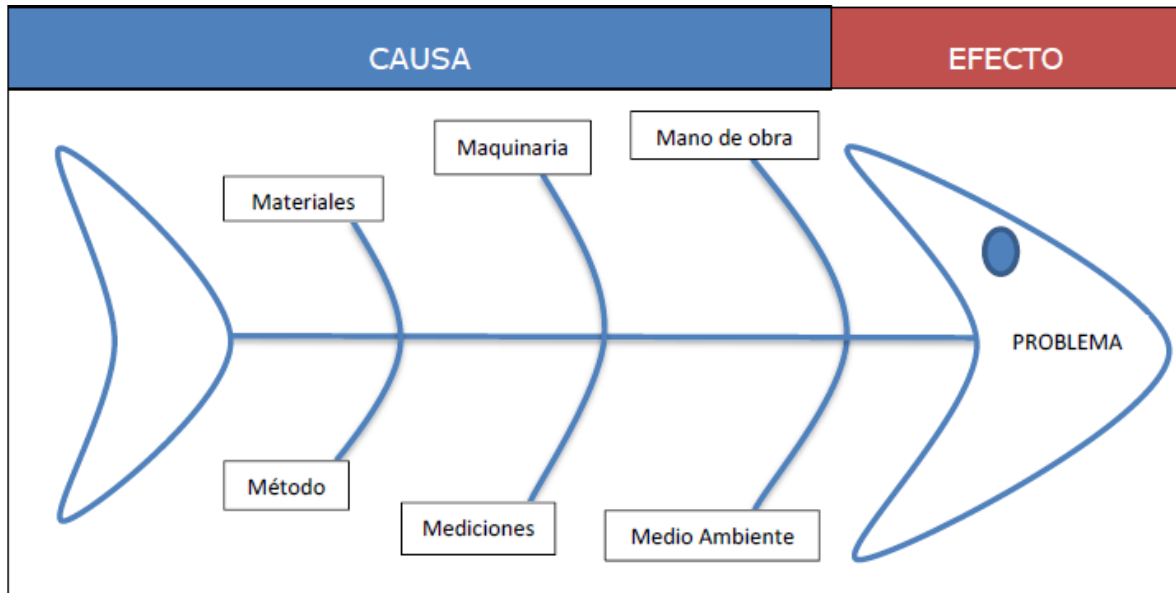 CAUSA
EFECTO
Materiales
Maquinaria
Mano de obra
PROBLEMA
Método
Mediciones
Medio Ambiente